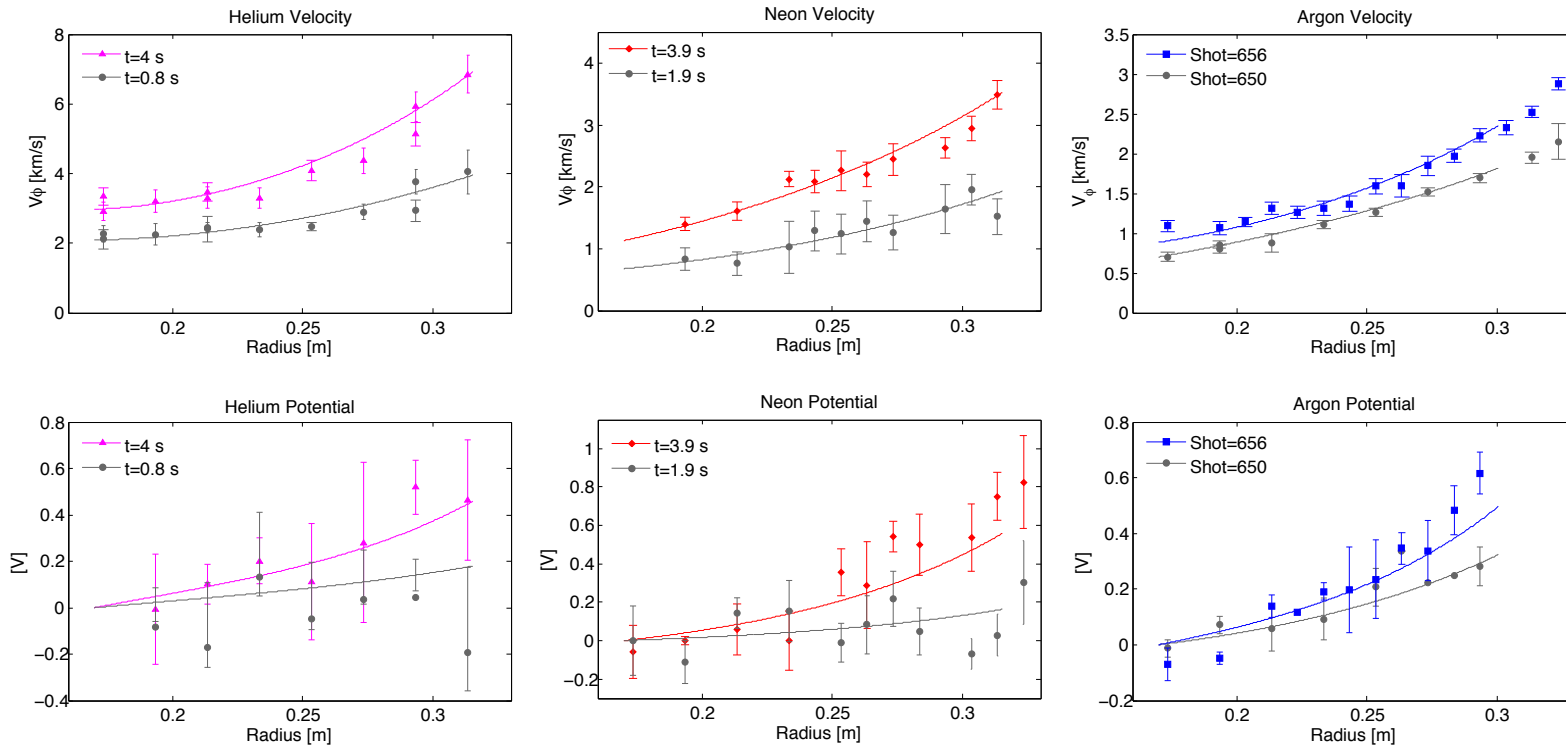 Helium Velocity
8
6
4
2
0
t=4 s
t=0.8 s
Vϕ [km/s]
0.2 0.25 0.3
Radius [m]
Neon Velocity
6
4
3
2
1
0
t=3.9 s
t=1.9 s
Vϕ [km/s]
0.2 0.25 0.3
Radius [m]
Argon Velocity
3.5
3
2.5
2
1.5
1
0.5
0
Shot=656
Shot=650
Vϕ [km/s]
0.2 0.25 0.3
Radius [m]
Helium Potential
0.8
0.6
0.4
0.2
0
−0.2
−0.4
t=4 s
t=0.8 s
[V]
0.2 0.25 0.3
Radius [m]
Neon Potential
1
0.8
0.6
0.4
0.2
0
−0.2
t=3.9 s
t=1.9 s
[V]
0.2 0.25 0.3
Radius [m]
Argon Potential
0.8
0.6
0.4
0.2
0
−0.2
Shot=656
Shot=650
[V]
0.2 0.25 0.3
Radius [m]